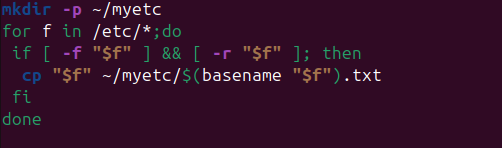 mkdir -p ~/myetc
for f in /etc/*;do
 if [ -f "$f" ] && [ -r "$f" ]; then
  cp "$f" ~/myetc/$(basename "$f").txt
 fi
done